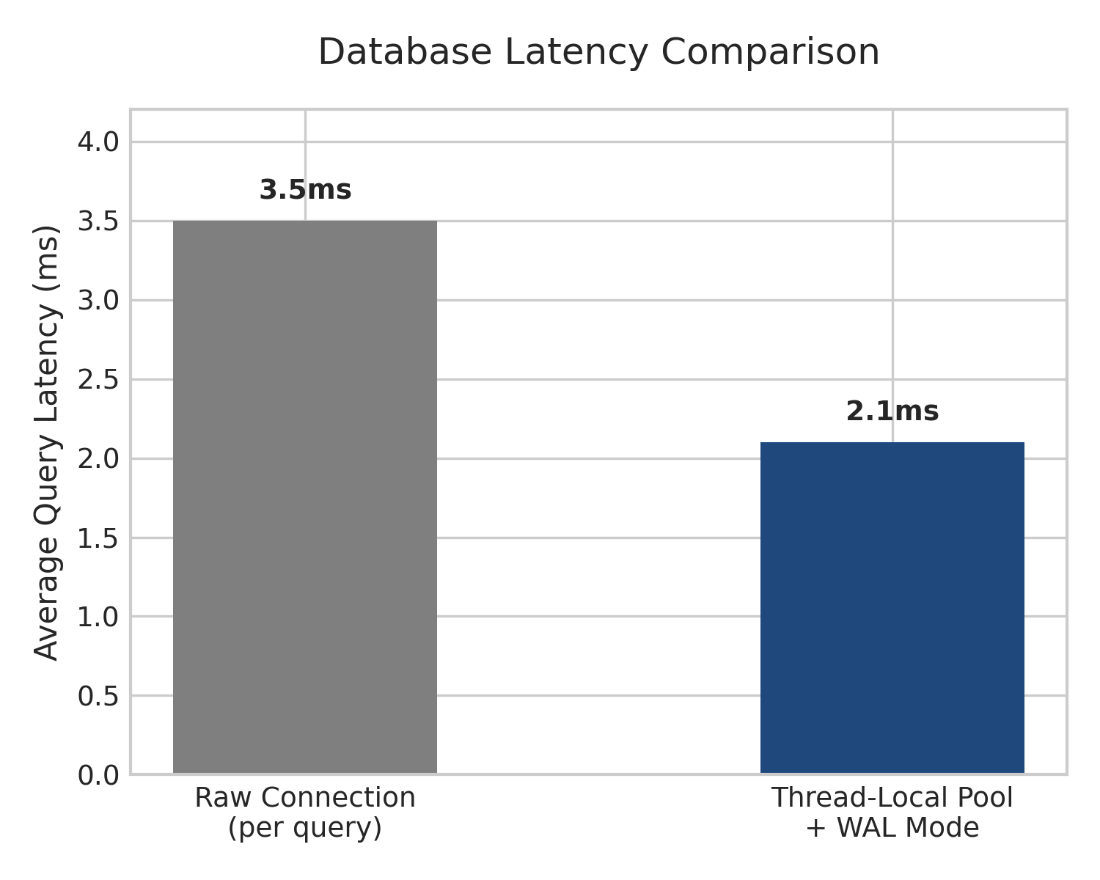 Database Latency Comparison
Average Query Latency (ms)
4.0
3.5
3.0
2.5
2.0
1.5
1.0
0.5
0.0
3.5ms
2.1ms
Raw Connection
(per query)
Thread-Local Pool
+ WAL Mode